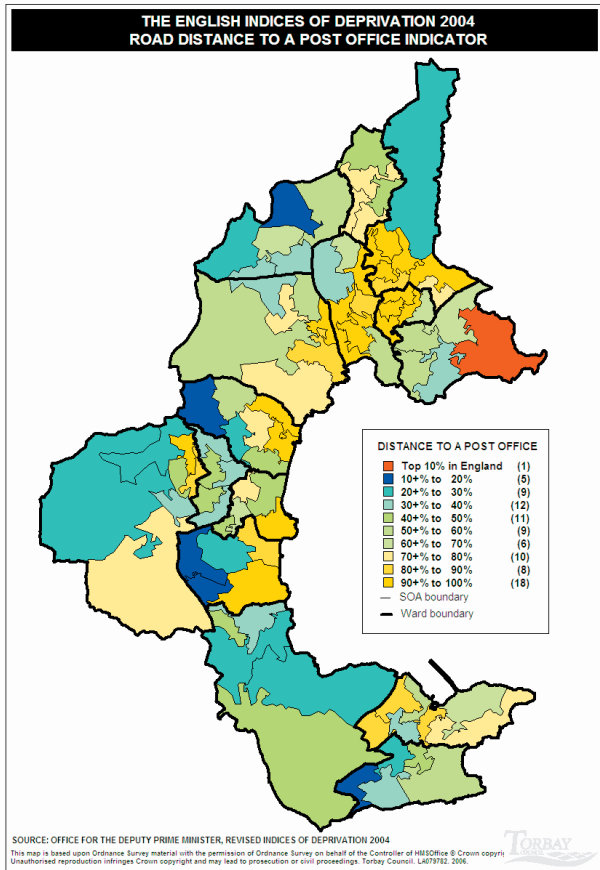 THE ENGLISH INDICES OF DEPRIVATION 2004
ROAD DISTANCE TO A POST OFFICE INDICATOR
DISTANCE TO A POST OFFICE
Top 10% in England (1)
10+% to 20% (5)
20+% to 30% (9)
30+% to 40% (12)
40+% to 50% (11)
50+% to 60% (9)
60+% to 70% (6)
70+% to 80% (10)
80+% to 90% (8)
90+% to 100% (18)
SOA boundary
Ward boundary
SOURCE: OFFICE FOR THE DEPUTY PRIME MINISTER, REVISED INDICES OF DEPRIVATION 2004
This map is based upon Ordnance Survey material with the permission of Ordnance Survey on behalf of the Controller of HMSOffice © Crown copyri
Unauthorised reproduction infringes Crown copyright and may lead to prosecution or civil proceedings. Torbay Council. LA079782. 2006.
TORBAY